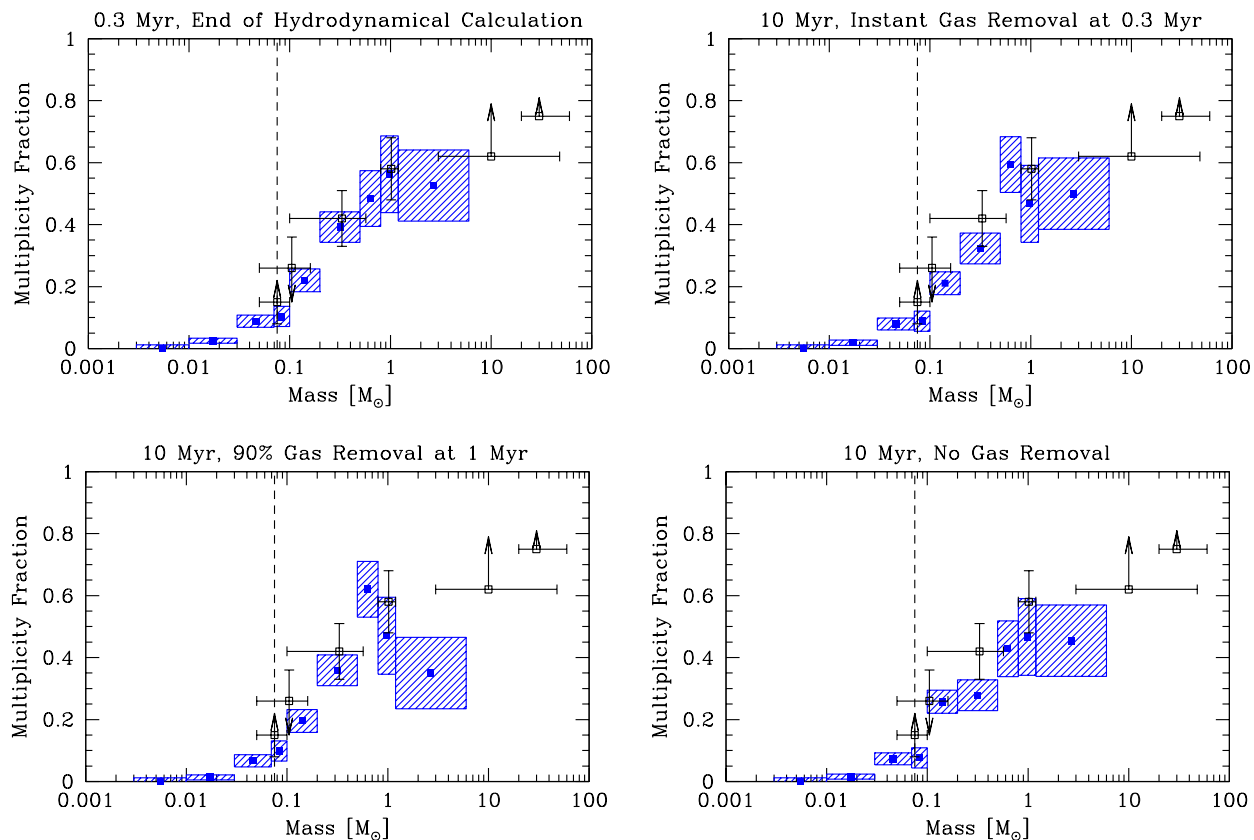 0.3 Myr, End of Hydrodynamical Calculation
Multiplicity Fraction
1
0.8
0.6
0.4
0.2
0
0.001 0.01 0.1 1 10 100
Mass [M⊙]
10 Myr, Instant Gas Removal at 0.3 Myr
Multiplicity Fraction
1
0.8
0.6
0.4
0.2
0
0.001 0.01 0.1 1 10 100
Mass [M⊙]
10 Myr, 90% Gas Removal at 1 Myr
Multiplicity Fraction
1
0.8
0.6
0.4
0.2
0
0.001 0.01 0.1 1 10 100
Mass [M⊙]
10 Myr, No Gas Removal
Multiplicity Fraction
1
0.8
0.6
0.4
0.2
0
0.001 0.01 0.1 1 10 100
Mass [M⊙]